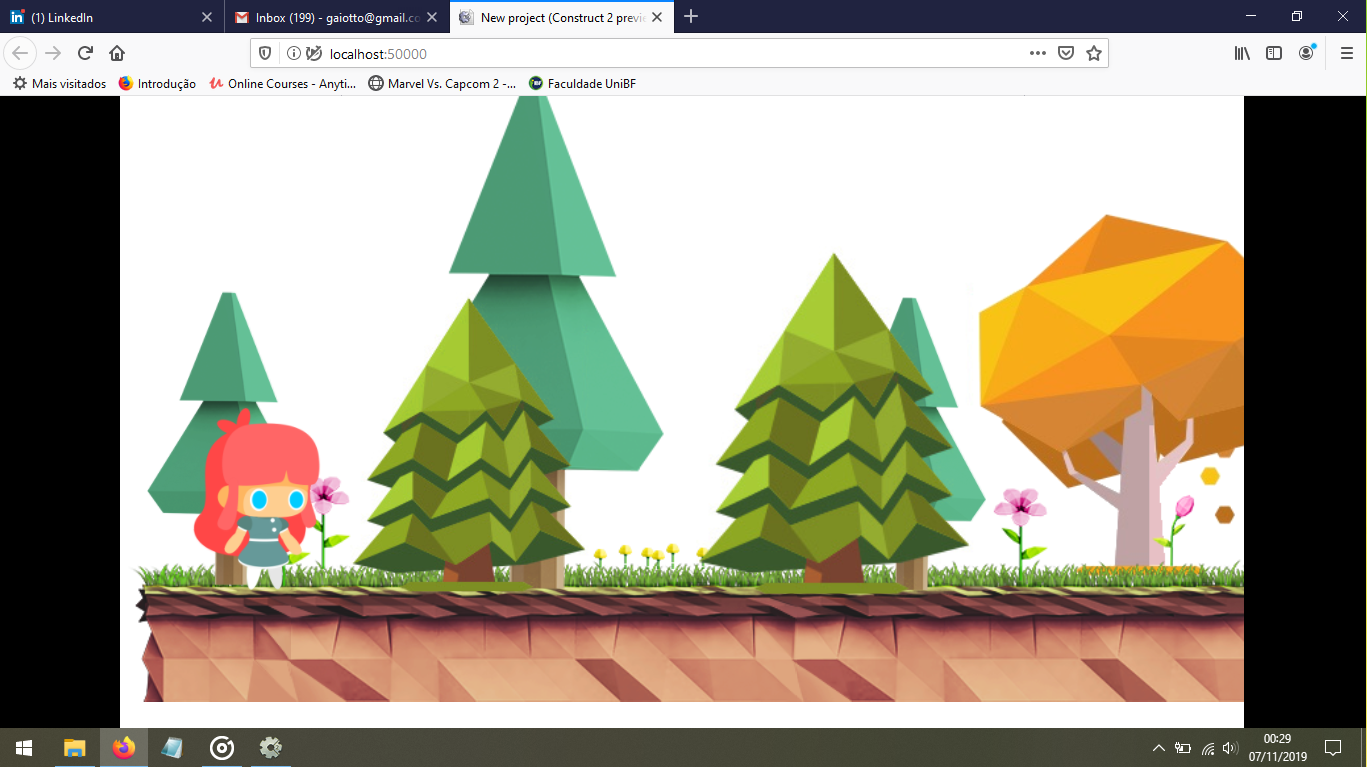 (1) LinkedIn
Inbox (199) - gaiotto@gmail.co
New project (Construct 2 previe
localhost:50000
Mais visitados
Introdução
Online Courses - Anyti...
Marvel Vs. Capcom 2 -...
Faculdade UniBF
00:29
07/11/2019